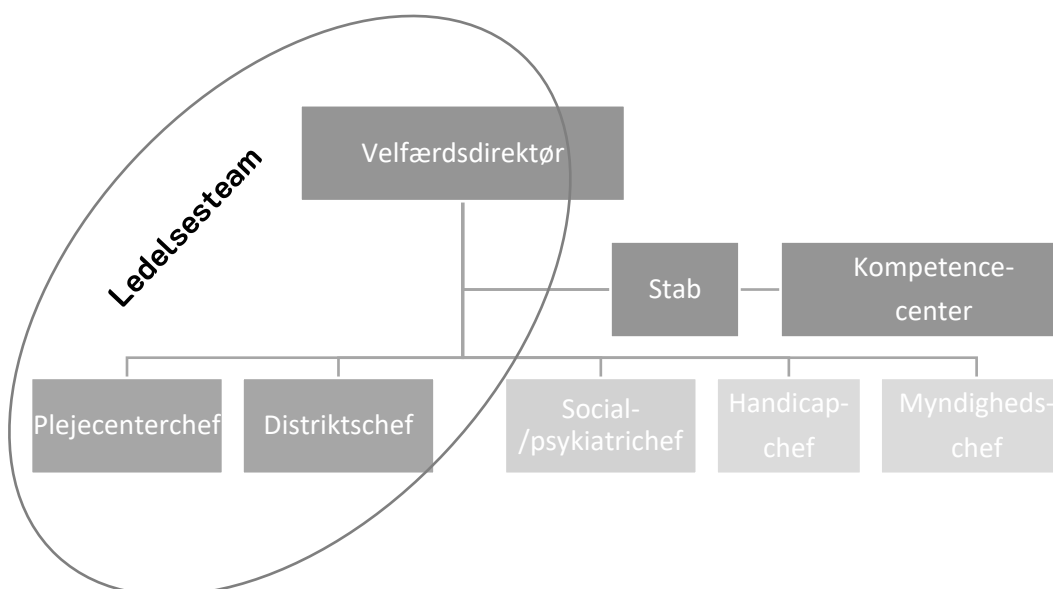 Velfærdsdirektør
Ledelsesteam
Stab
Kompetence-
center
Plejecenterchef
Distriktschef
Social-
/psykiatrichef
Handicap-
chef
Myndigheds-
chef